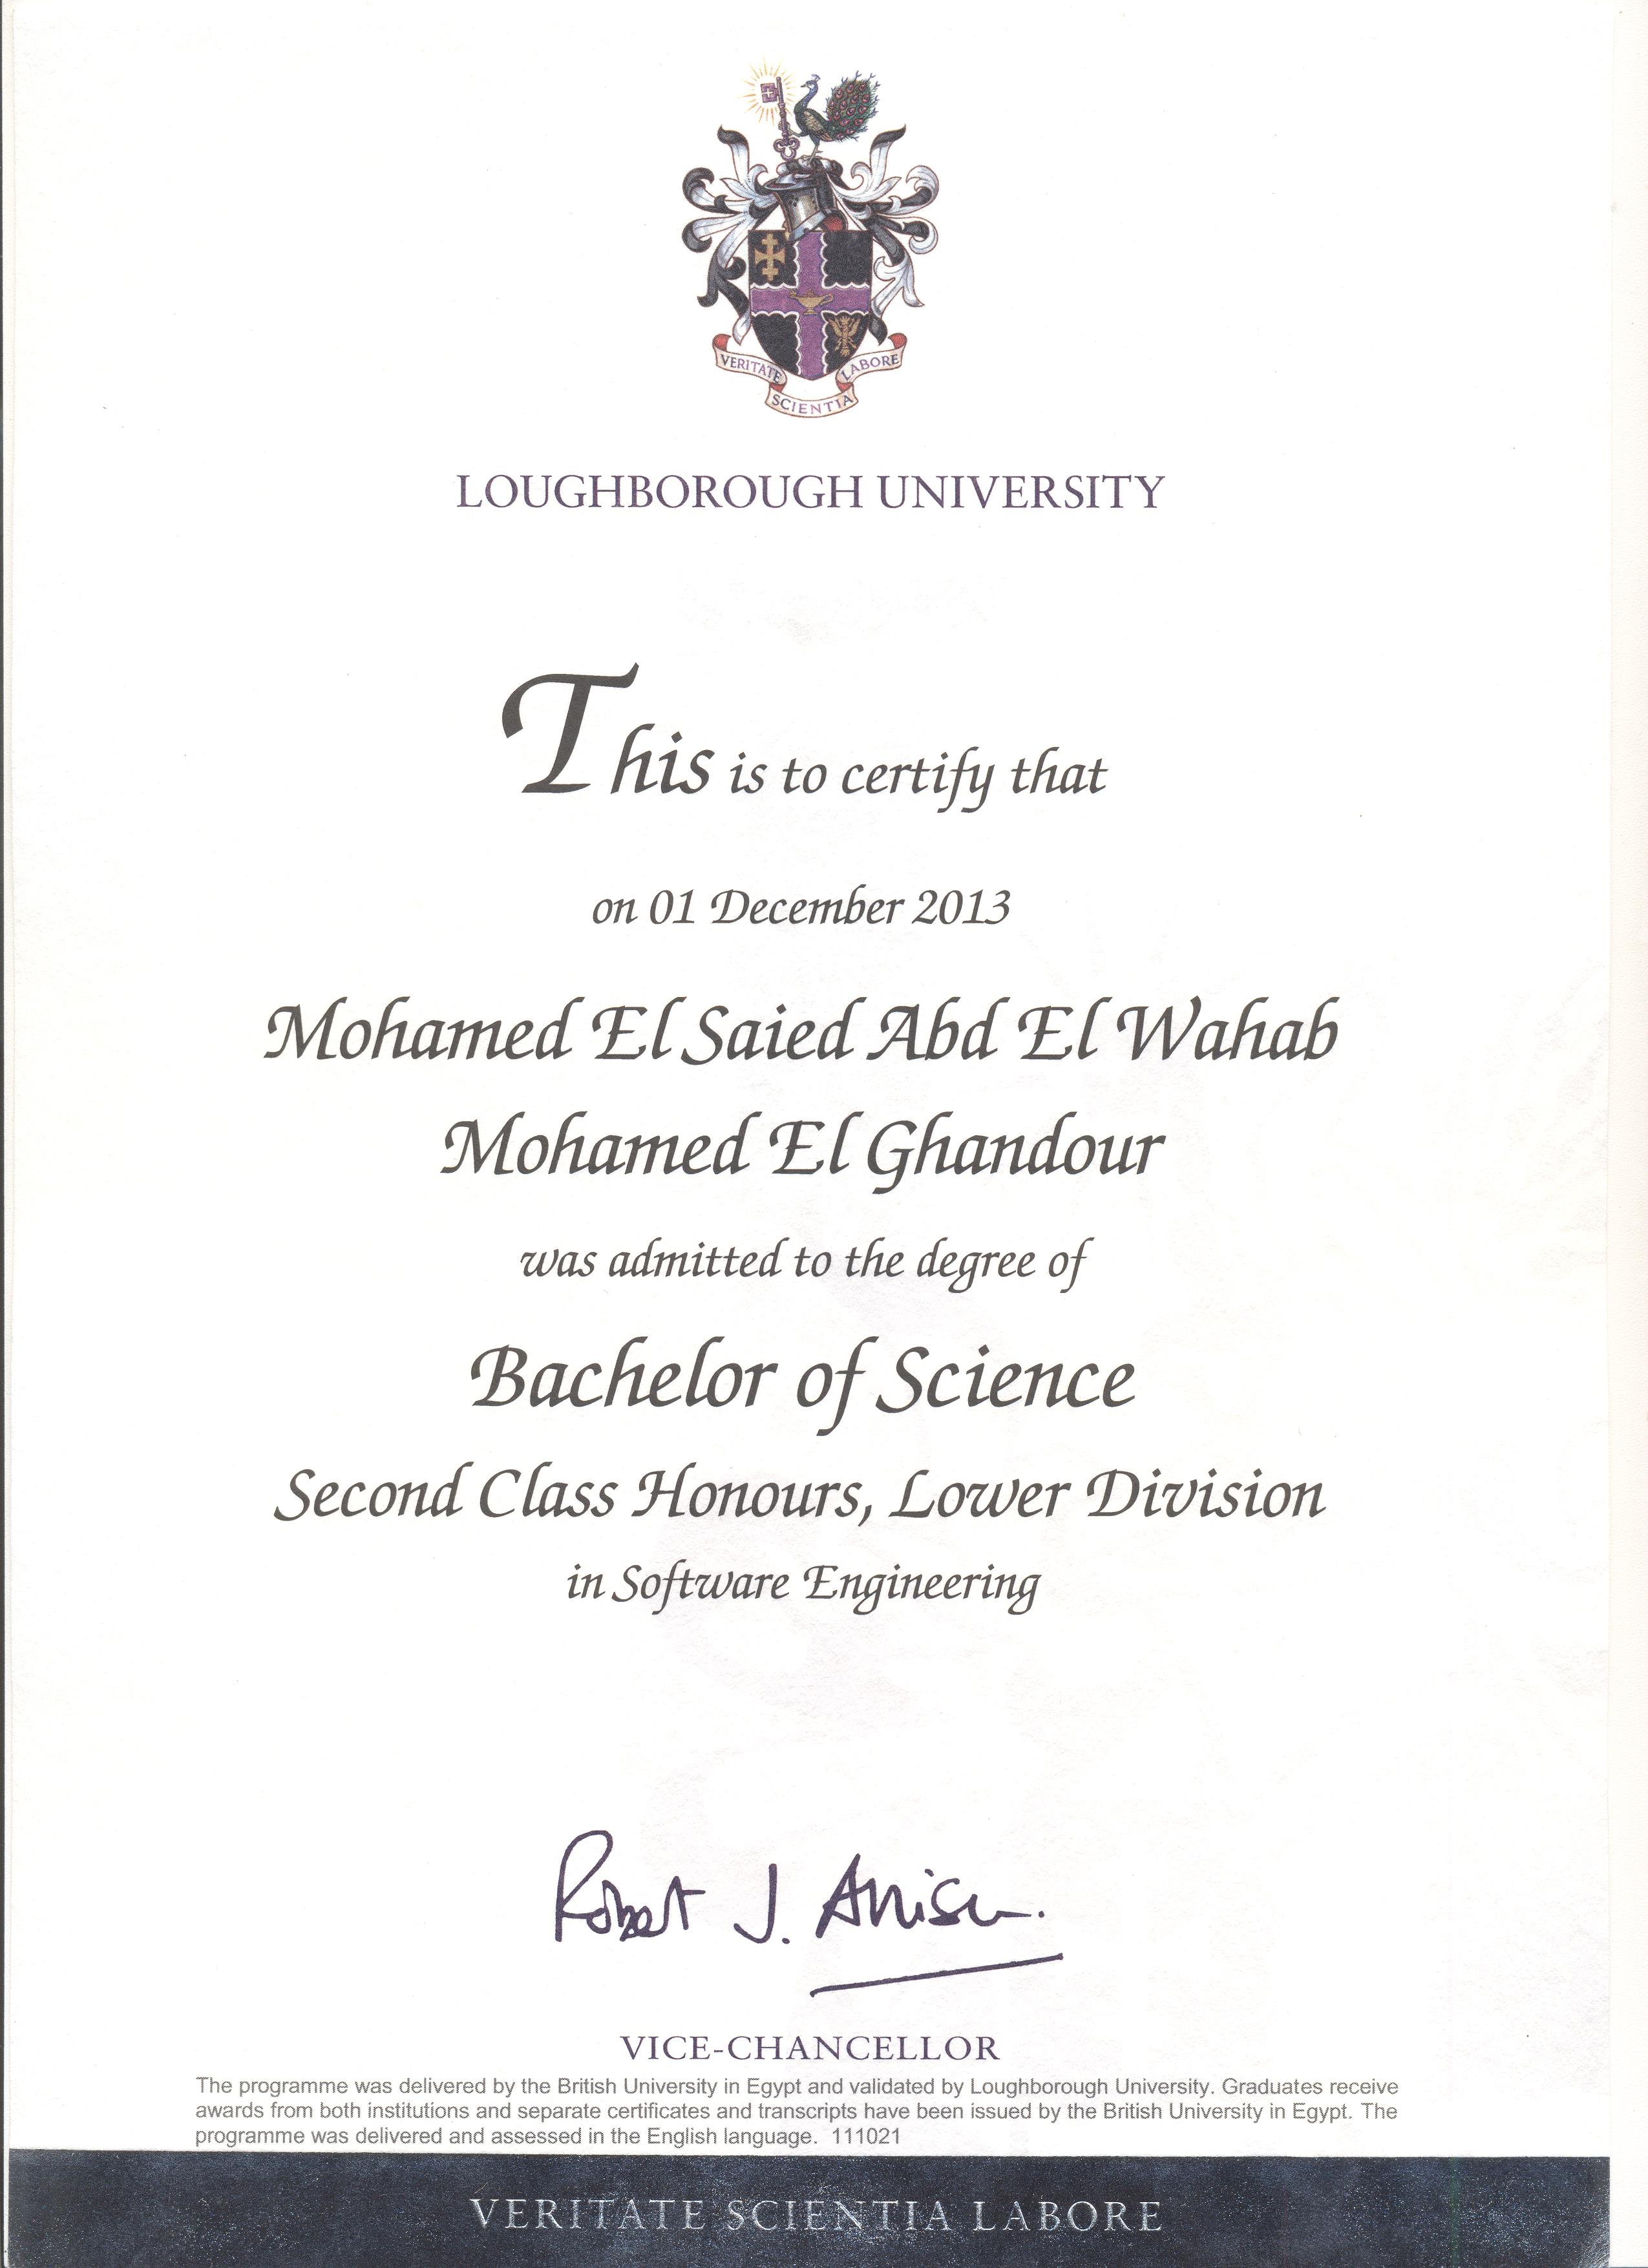 VERITATE
SCIENTIA
LABORE
LOUGHBOROUGH UNIVERSITY
This is to certify that
on 01 December 2013
Mohamed El Saied Abd El Wahab
Mohamed El Ghandour
was admitted to the degree of
Bachelor of Science
Second Class Honours, Lower Division
in Software Engineering
Robert J. Allison.
VICE-CHANCELLOR
The programme was delivered by the British University in Egypt and validated by Loughborough University. Graduates receive
awards from both institutions and separate certificates and transcripts have been issued by the British University in Egypt. The
programme was delivered and assessed in the English language. 111021
VERITATE SCIENTIA LABORE